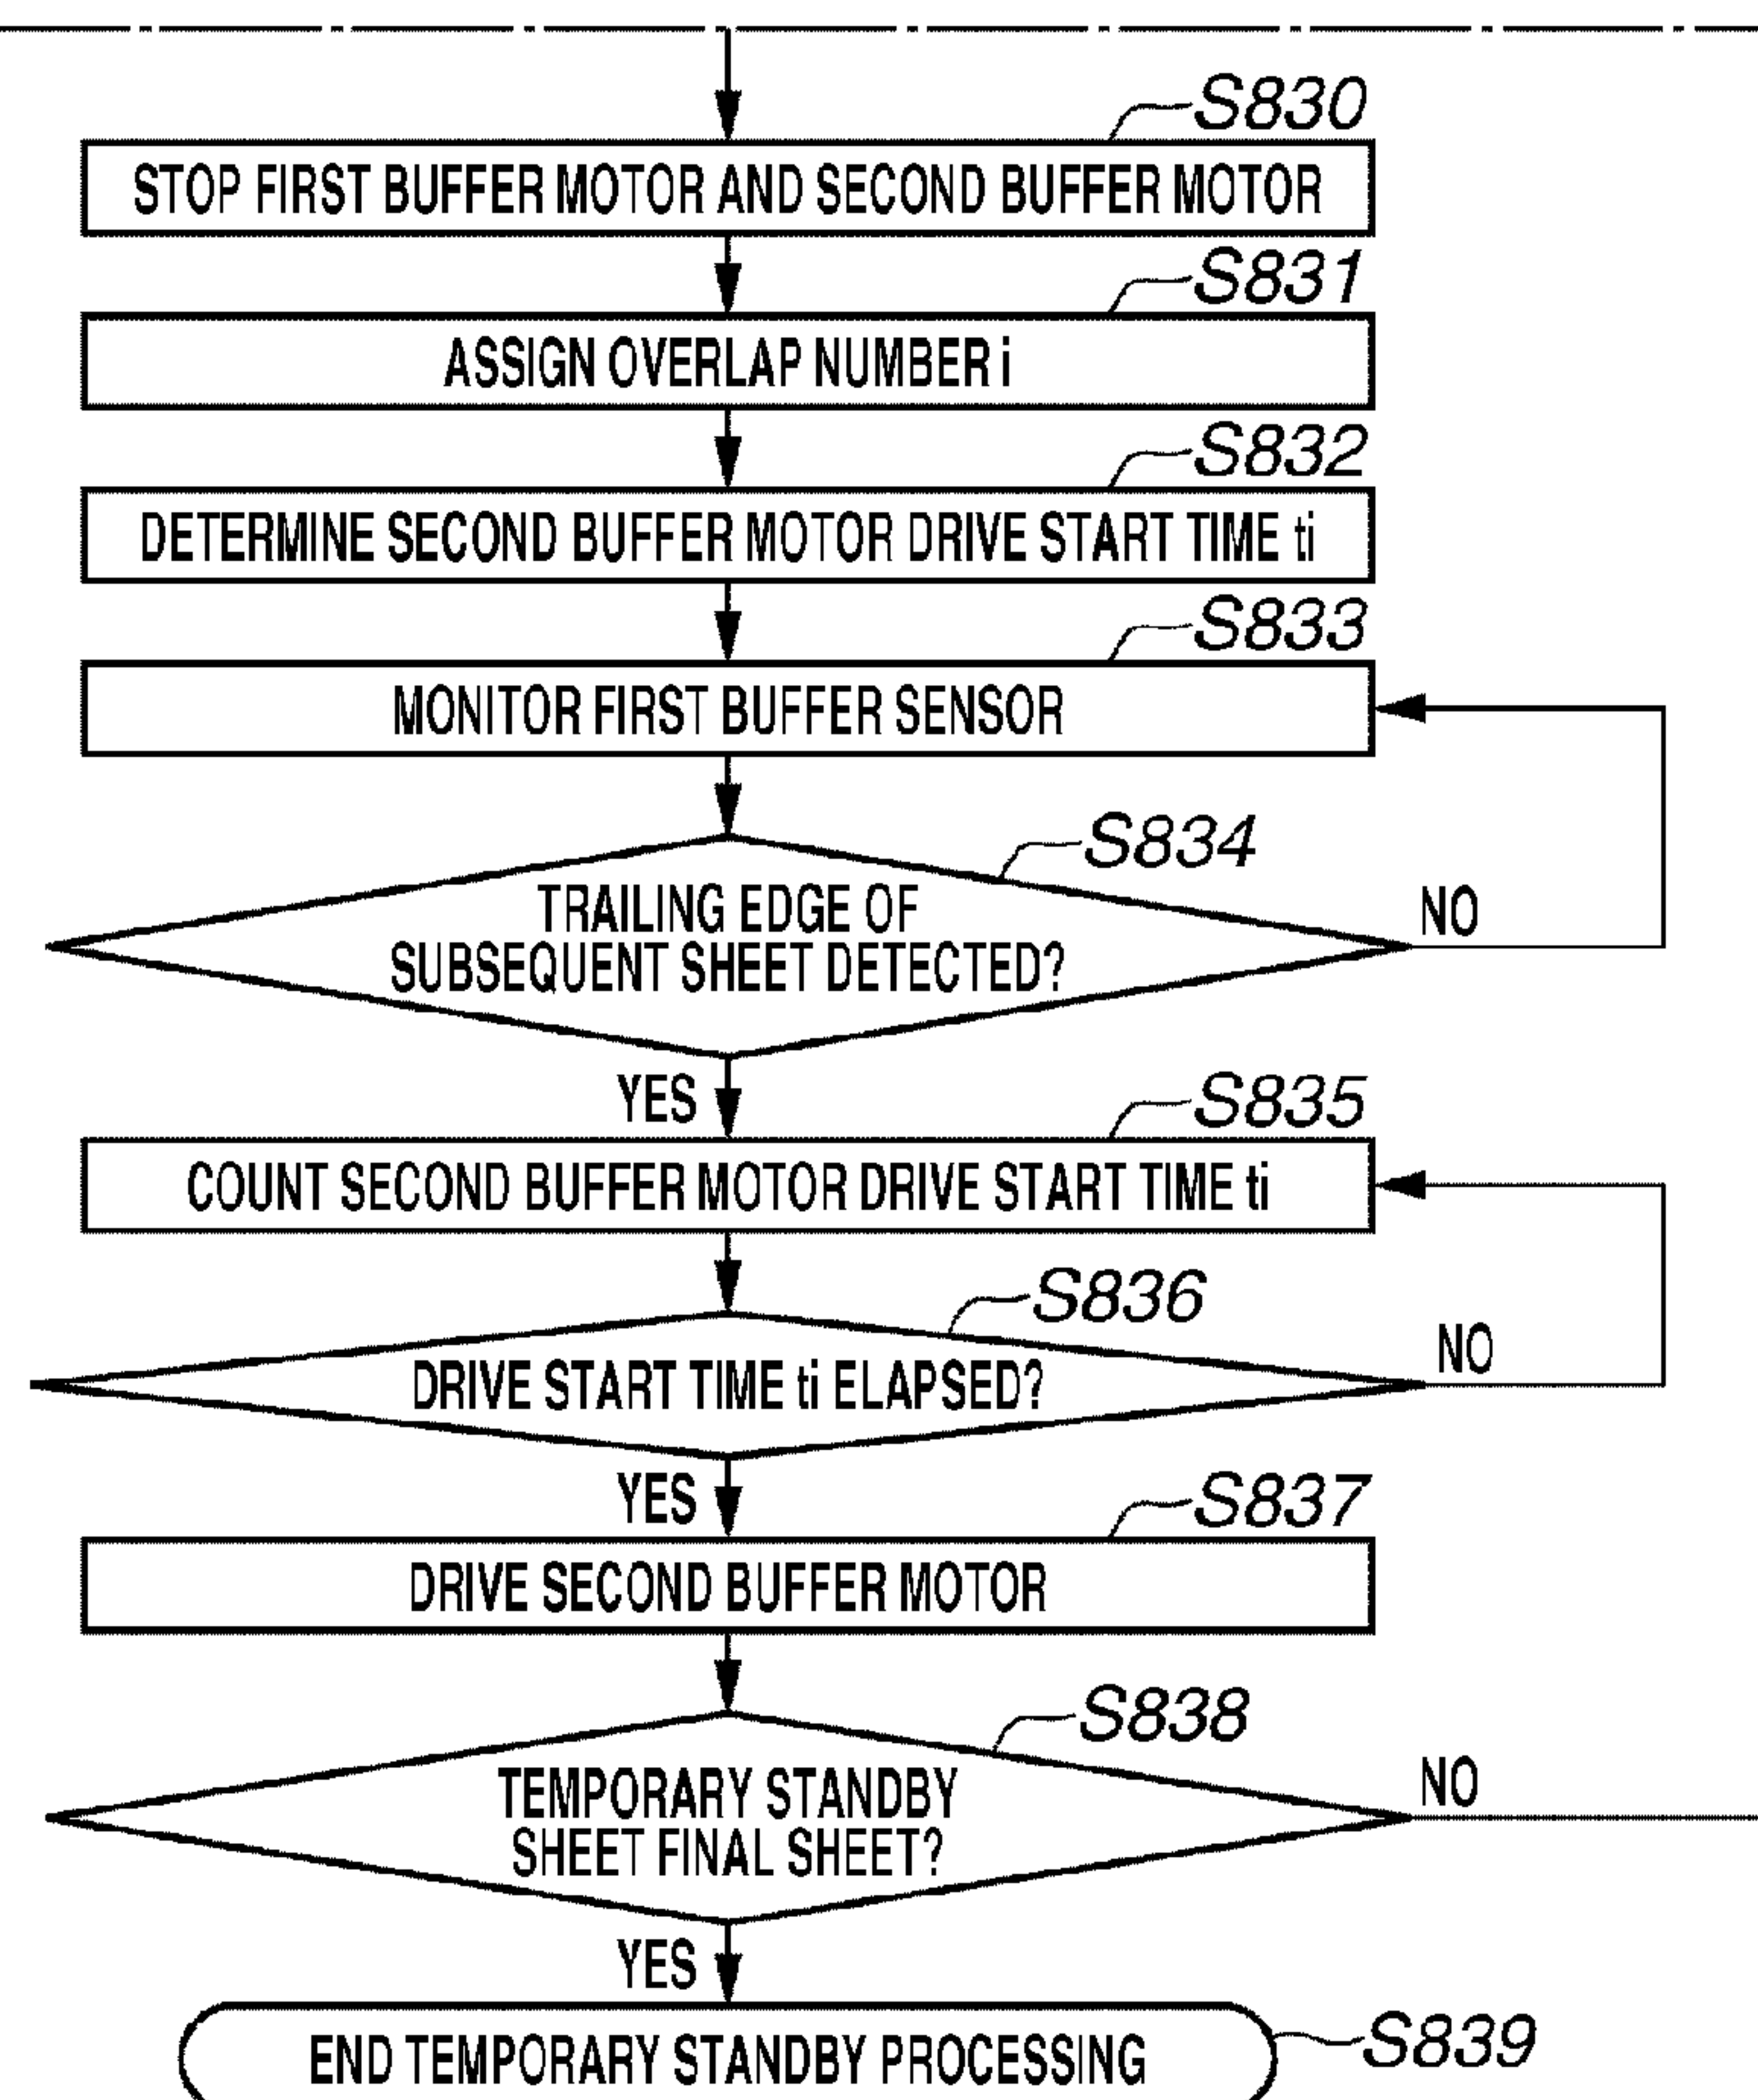 S830
STOP FIRST BUFFER MOTOR AND SECOND BUFFER MOTOR
S831
ASSIGN OVERLAP NUMBER i
S832
DETERMINE SECOND BUFFER MOTOR DRIVE START TIME ti
S833
MONITOR FIRST BUFFER SENSOR
S834
TRAILING EDGE OF
SUBSEQUENT SHEET DETECTED?
NO
YES
S835
COUNT SECOND BUFFER MOTOR DRIVE START TIME ti
S836
DRIVE START TIME ti ELAPSED?
NO
YES
S837
DRIVE SECOND BUFFER MOTOR
S838
TEMPORARY STANDBY
SHEET FINAL SHEET?
NO
YES
END TEMPORARY STANDBY PROCESSING
S839